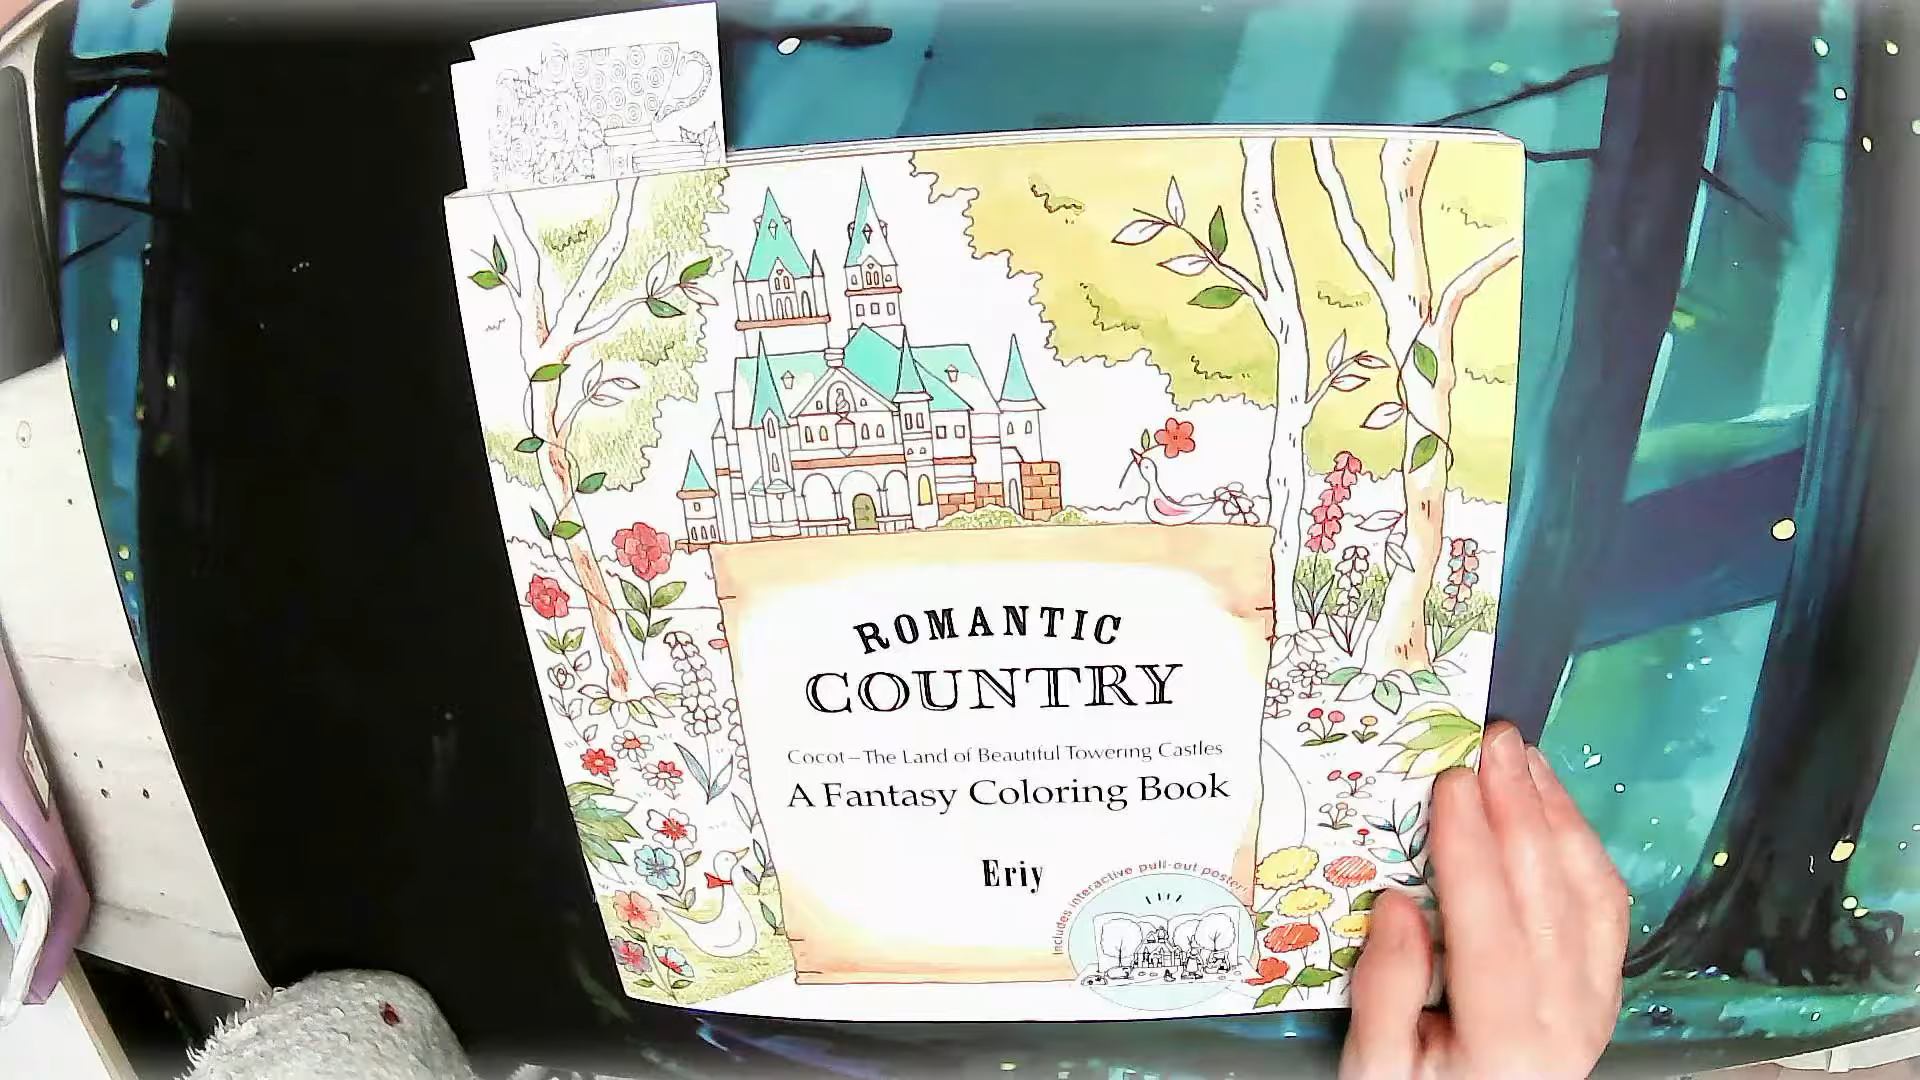 ROMANTIC
COUNTRY
Cocot–The Land of Beautiful Towering Castles
A Fantasy Coloring Book
Eriy
Includes interactive pull-out poster!